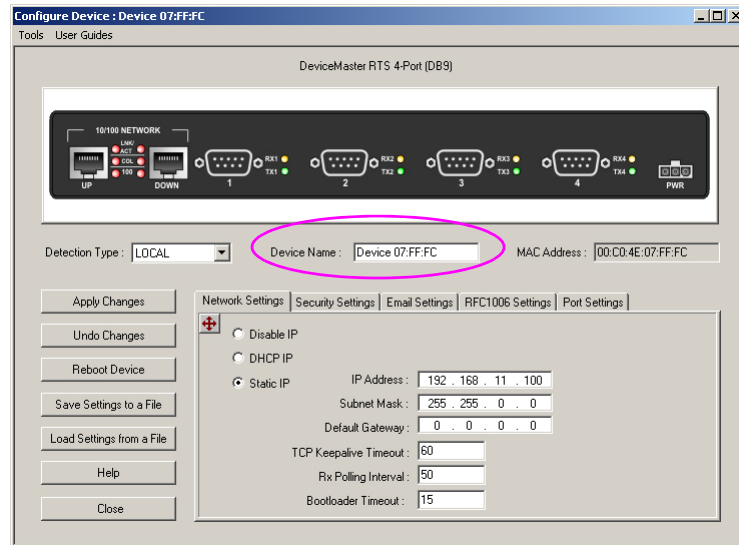 Configure Device : Device 07:FF:FC
Tools User Guides
DeviceMaster RTS 4-Port (DB9)
10/100 NETWORK
LNK/
ACT
COL
100
UP DOWN
1
RX1
TX1
2
RX2
TX2
3
RX3
TX3
4
RX4
TX4
PWR
Detection Type : LOCAL Device Name : Device 07:FF:FC MAC Address : 00:C0:4E:07:FF:FC
Apply Changes
Undo Changes
Reboot Device
Save Settings to a File
Load Settings from a File
Help
Close
Network Settings Security Settings Email Settings RFC1006 Settings Port Settings
Disable IP
DHCP IP
Static IP
IP Address : 192 . 168 . 11 . 100
Subnet Mask : 255 . 255 . 0 . 0
Default Gateway : 0 . 0 . 0 . 0
TCP Keepalive Timeout : 60
Rx Polling Interval : 50
Bootloader Timeout : 15